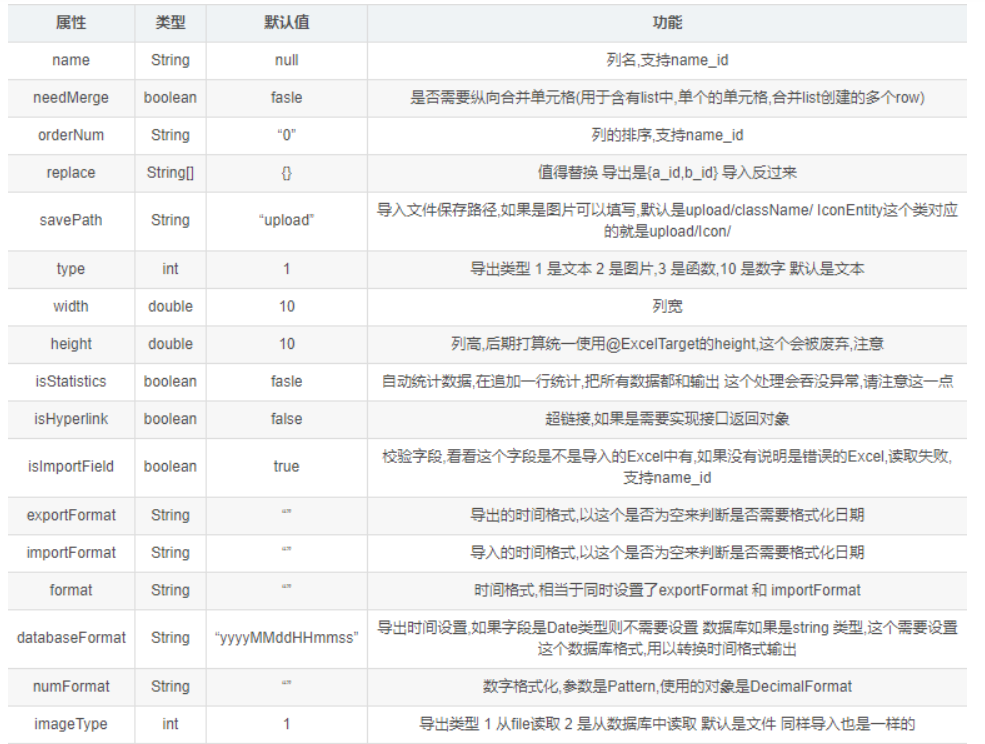 属性 类型 默认值 功能
name String null 列名,支持name_id
needMerge boolean fasle 是否需要纵向合并单元格(用于含有list中,单个的单元格,合并list创建的多个row)
orderNum String “0” 列的排序,支持name_id
replace String[] {} 值得替换 导出是{a_id,b_id} 导入反过来
savePath String “upload” 导入文件保存路径,如果是图片可以填写,默认是upload/className/ IconEntity这个类对应
的就是upload/Icon/
type int 1 导出类型 1 是文本 2 是图片,3 是函数,10 是数字 默认是文本
width double 10 列宽
height double 10 列高,后期打算统一使用@ExcelTarget的height,这个会被废弃,注意
isStatistics boolean fasle 自动统计数据,在追加一行统计,把所有数据都和输出 这个处理会吞没异常,请注意这一点
isHyperlink boolean false 超链接,如果是需要实现接口返回对象
isImportField boolean true 校验字段,看看这个字段是不是导入的Excel中有,如果没有说明是错误的Excel,读取失败,
支持name_id
exportFormat String “” 导出的时间格式,以这个是否为空来判断是否需要格式化日期
importFormat String “” 导入的时间格式,以这个是否为空来判断是否需要格式化日期
format String “” 时间格式,相当于同时设置了exportFormat 和 importFormat
databaseFormat String “yyyyMMddHHmmss” 导出时间设置,如果字段是Date类型则不需要设置 数据库如果是string 类型,这个需要设置
这个数据库格式,用以转换时间格式输出
numFormat String “” 数字格式化,参数是Pattern,使用的对象是DecimalFormat
imageType int 1 导出类型 1 从file读取 2 是从数据库中读取 默认是文件 同样导入也是一样的